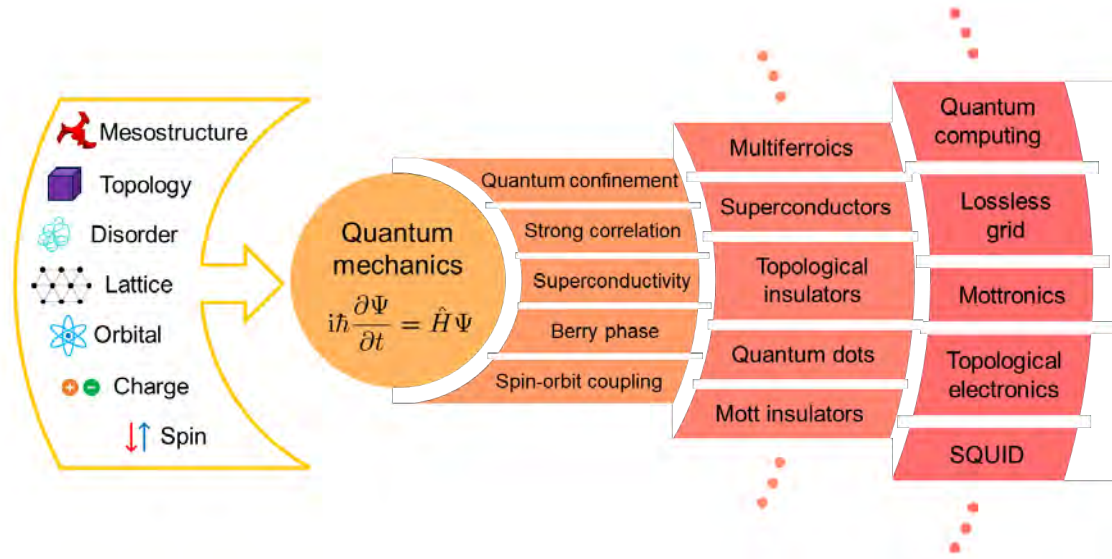 Mesostructure
Topology
Disorder
Lattice
Orbital
Charge
Spin
Quantum
mechanics
iℏ ∂Ψ/∂t = ĤΨ
Quantum confinement
Strong correlation
Superconductivity
Berry phase
Spin-orbit coupling
Multiferroics
Superconductors
Topological
insulators
Quantum dots
Mott insulators
Quantum
computing
Lossless
grid
Mottronics
Topological
electronics
SQUID